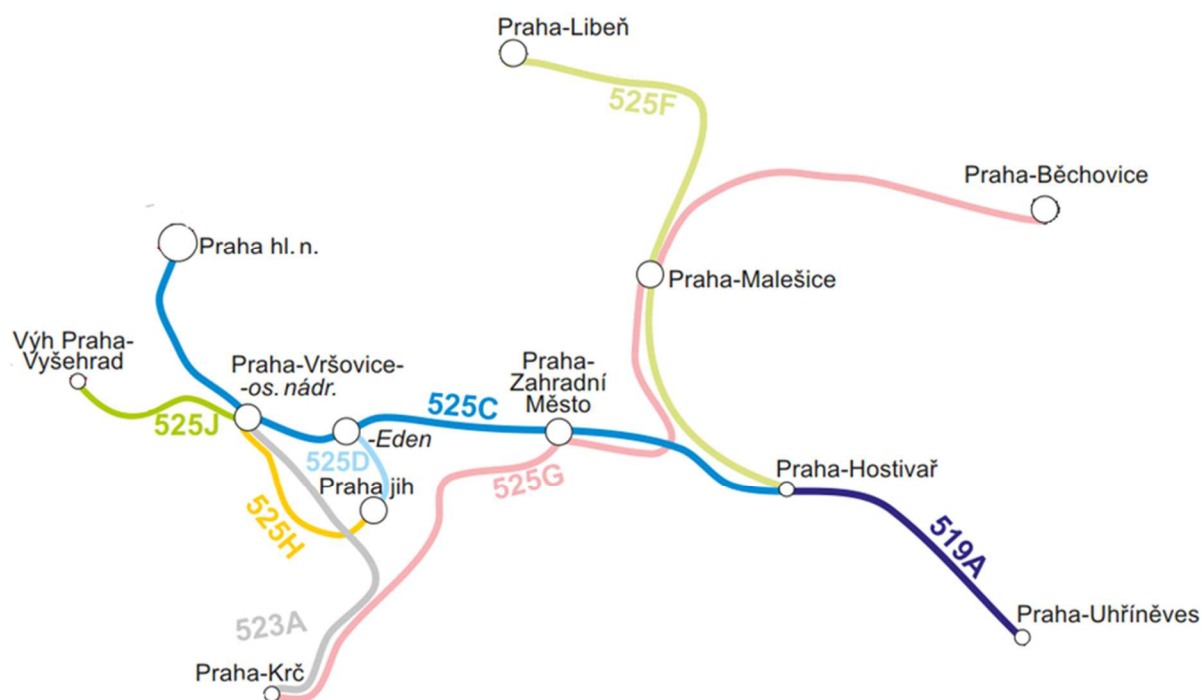 Praha-Libeň
525F
Praha-Běchovice
Praha hl. n.
Praha-Malešice
Výh Praha-
Vyšehrad
Praha-Vršovice-
-os. nádr.
Praha-
Zahradní
Město
525C
525J
-Eden
525D
Praha jih
525G
Praha-Hostivař
525H
519A
523A
Praha-Uhříněves
Praha-Krč